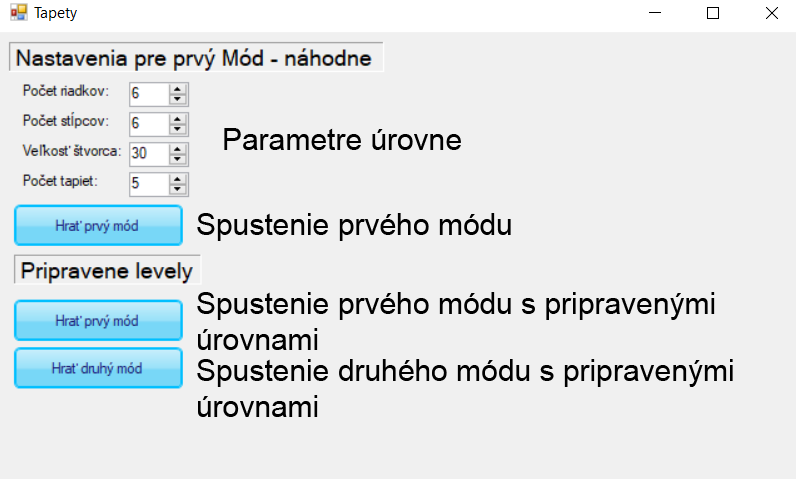 Tapety
Nastavenia pre prvý Mód - náhodne
Počet riadkov: 6
Počet stĺpcov: 6
Veľkosť štvorca: 30
Počet tapiet: 5
Parametre úrovne
Hrať prvý mód
Spustenie prvého módu
Pripravene levely
Hrať prvý mód
Spustenie prvého módu s pripravenými
úrovnami
Hrať druhý mód
Spustenie druhého módu s pripravenými
úrovnami